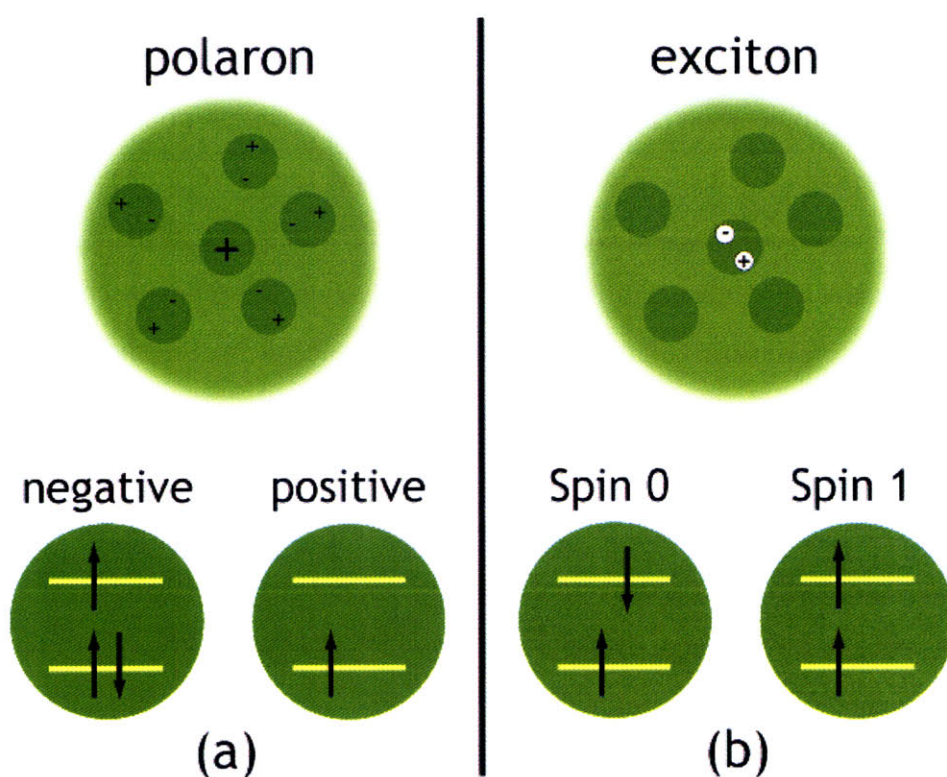 polaron
exciton
+
-
+
-
-
+
+
-
+
-
+
-
+
negative
positive
Spin 0
Spin 1
(a)
(b)